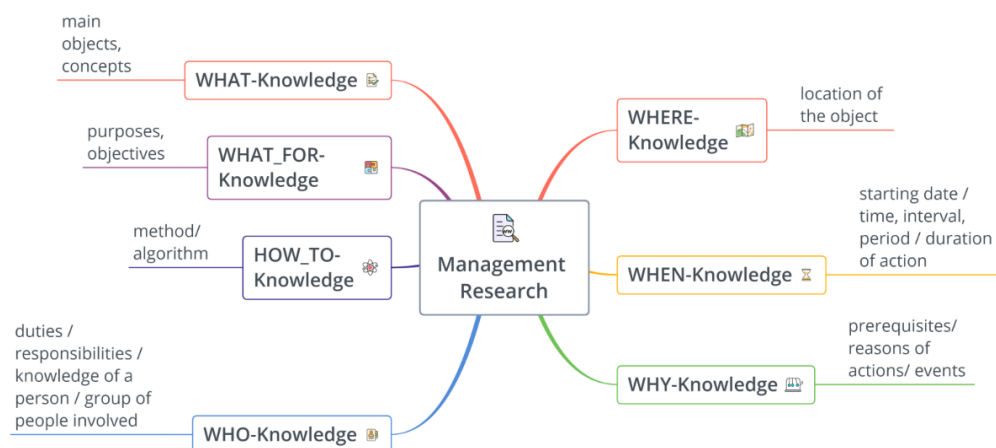 main
objects,
concepts
WHAT-Knowledge
purposes,
objectives
WHAT_FOR-
Knowledge
method/
algorithm
HOW_TO-
Knowledge
duties /
responsibilities /
knowledge of a
person / group of
people involved
WHO-Knowledge
Management
Research
WHERE-
Knowledge
location of
the object
WHEN-Knowledge
starting date /
time, interval,
period / duration
of action
WHY-Knowledge
prerequisites/
reasons of
actions/ events